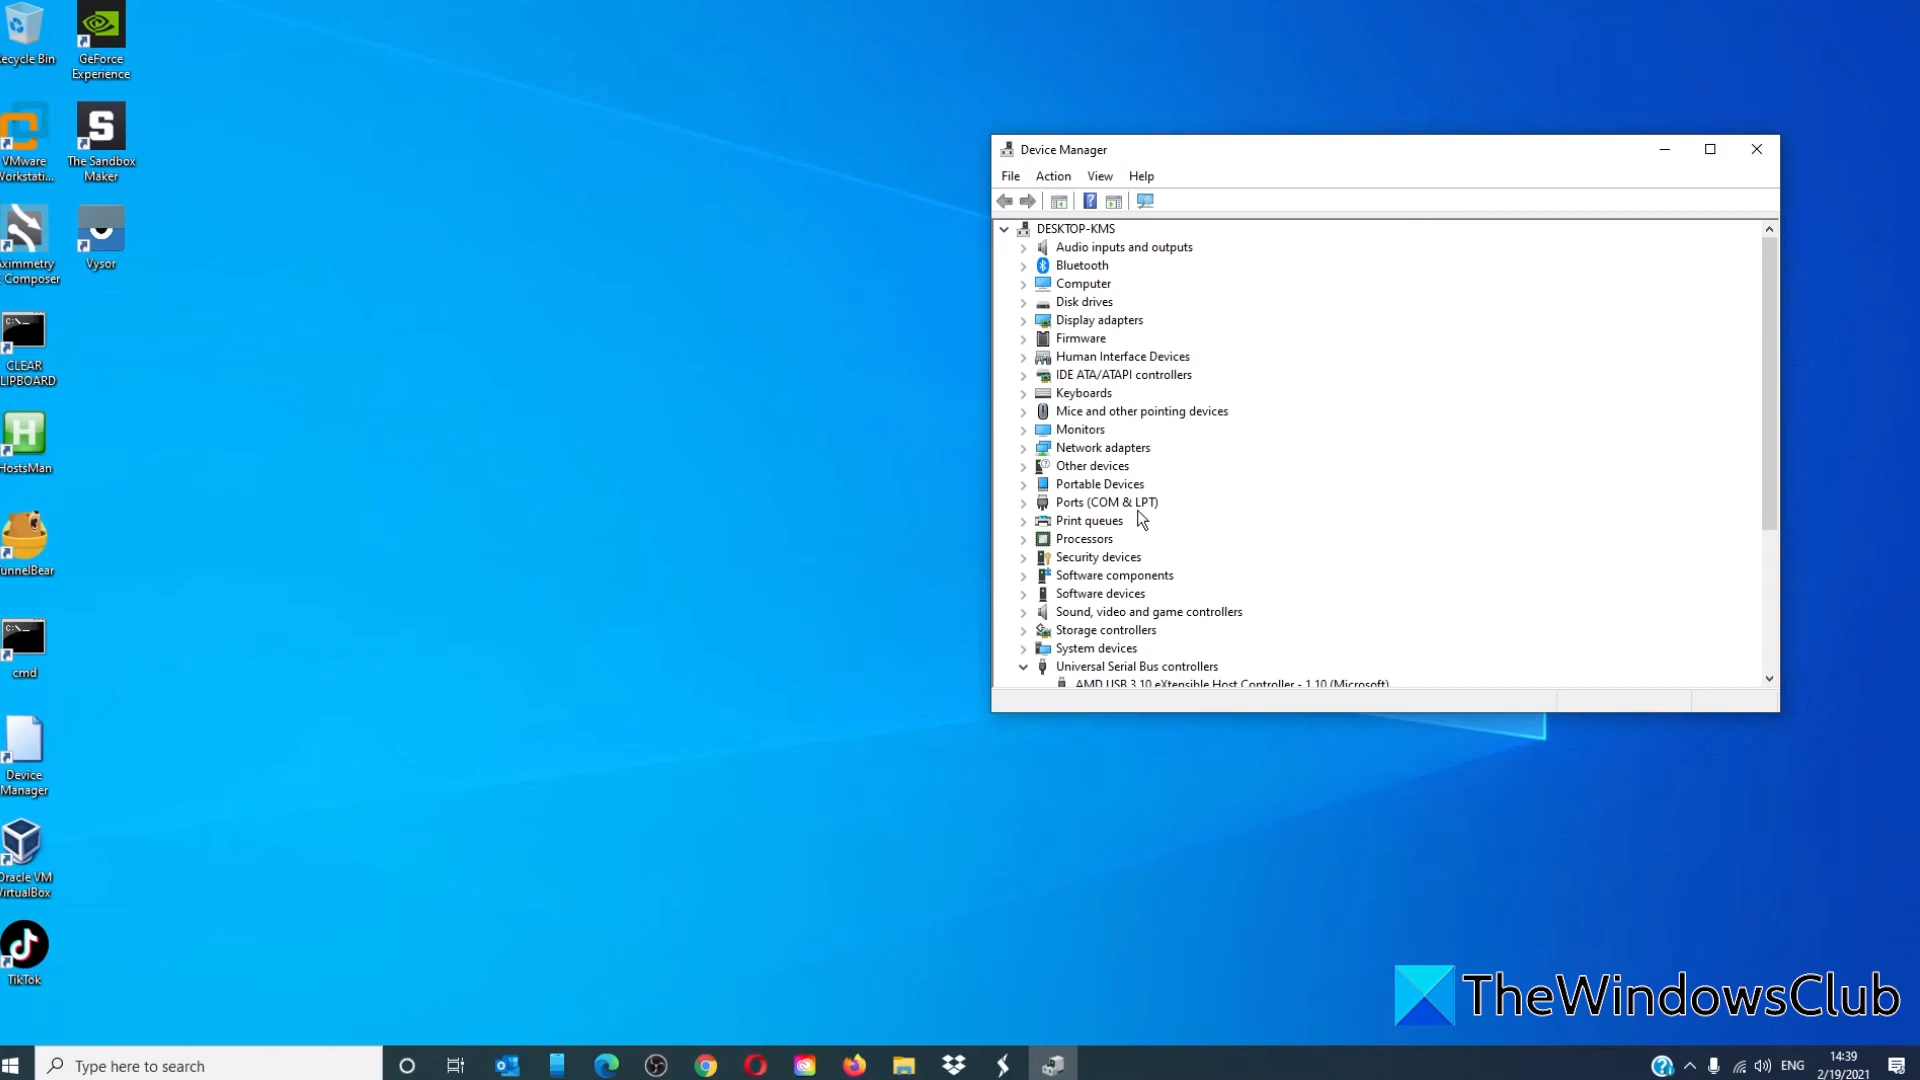 ecycle Bin
GeForce
Experience
VMware
Workstati...
S
The Sandbox
Maker
Aximmetry
Composer
Vysor
C:\_
CLEAR
LIPBOARD
H
HostsMan
TunnelBear
C:\_
cmd
Device
Manager
Oracle VM
VirtualBox
TikTok
Device Manager
File Action View Help
DESKTOP-KMS
Audio inputs and outputs
Bluetooth
Computer
Disk drives
Display adapters
Firmware
Human Interface Devices
IDE ATA/ATAPI controllers
Keyboards
Mice and other pointing devices
Monitors
Network adapters
Other devices
Portable Devices
Ports (COM & LPT)
Print queues
Processors
Security devices
Software components
Software devices
Sound, video and game controllers
Storage controllers
System devices
Universal Serial Bus controllers
AMD USB 3.10 eXtensible Host Controller - 1.10 (Microsoft)
TheWindowsClub
Type here to search
ENG
14:39
2/19/2021